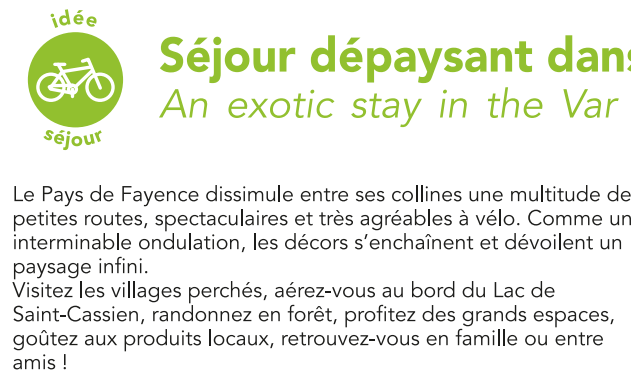 idée
séjour
Séjour dépaysant dans
An exotic stay in the Var
Le Pays de Fayence dissimule entre ses collines une multitude de
petites routes, spectaculaires et très agréables à vélo. Comme un
interminable ondulation, les décors s’enchaînent et dévoilent un
paysage infini.
Visitez les villages perchés, aérez-vous au bord du Lac de
Saint-Cassien, randonnez en forêt, profitez des grands espaces,
goûtez aux produits locaux, retrouvez-vous en famille ou entre
amis !